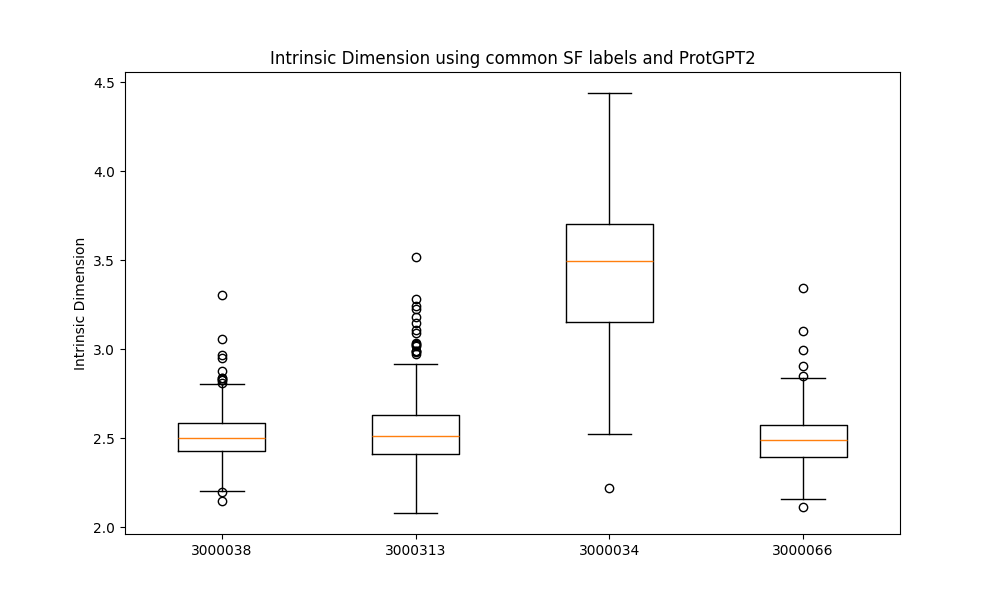 Intrinsic Dimension using common SF labels and ProtGPT2
Intrinsic Dimension
4.5
4.0
3.5
3.0
2.5
2.0
3000038 3000313 3000034 3000066